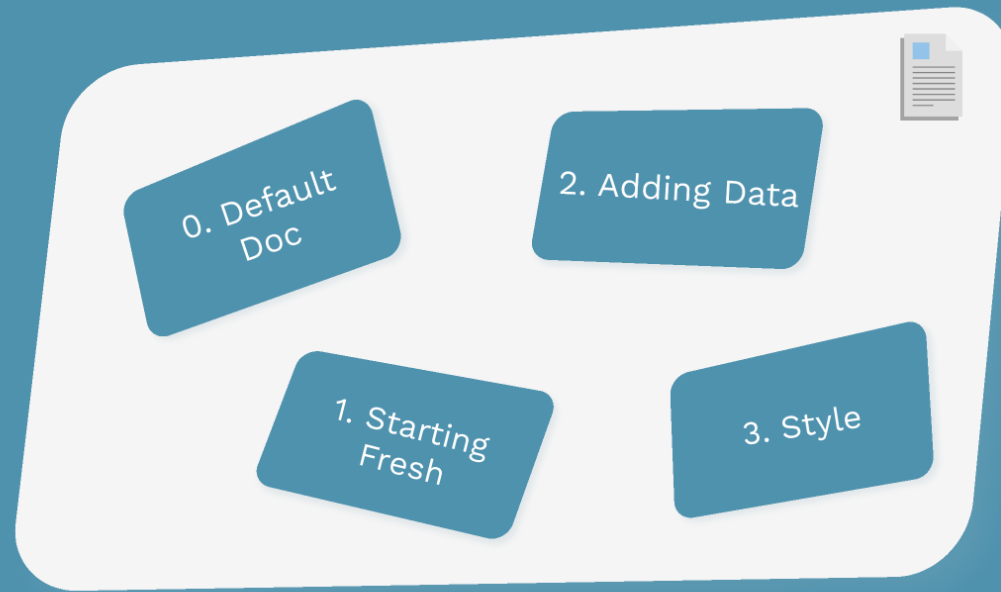 0. Default
Doc
1. Starting
Fresh
2. Adding Data
3. Style